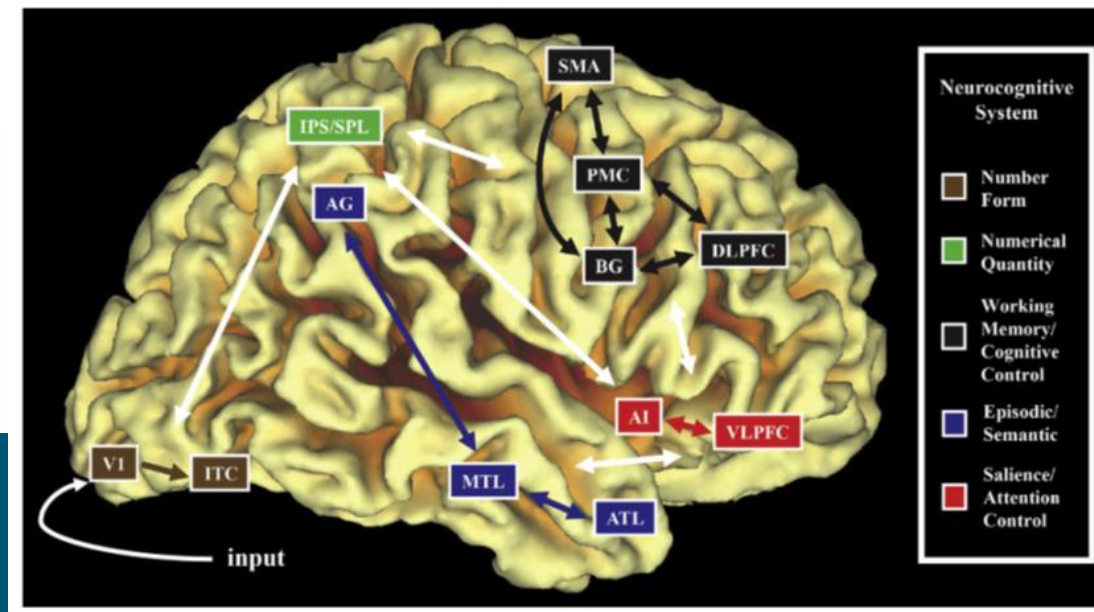 SMA
IPS/SPL
PMC
AG
DLPFC
BG
AI
VLPFC
V1
ITC
MTL
ATL
input
Neurocognitive
System
Number
Form
Numerical
Quantity
Working
Memory/
Cognitive
Control
Episodic/
Semantic
Salience/
Attention
Control